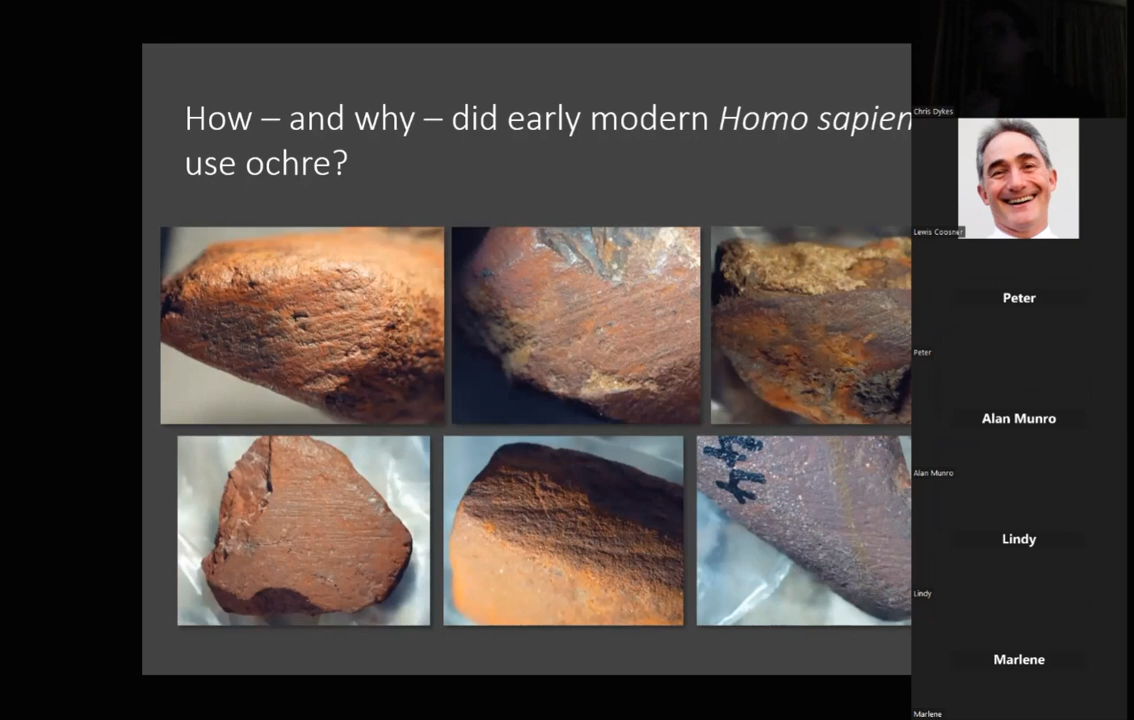 How – and why – did early modern Homo sapien
use ochre?
Chris Dykes
Lewis Coosner
Peter
Peter
Alan Munro
Alan Munro
Lindy
Lindy
Marlene
Marlene